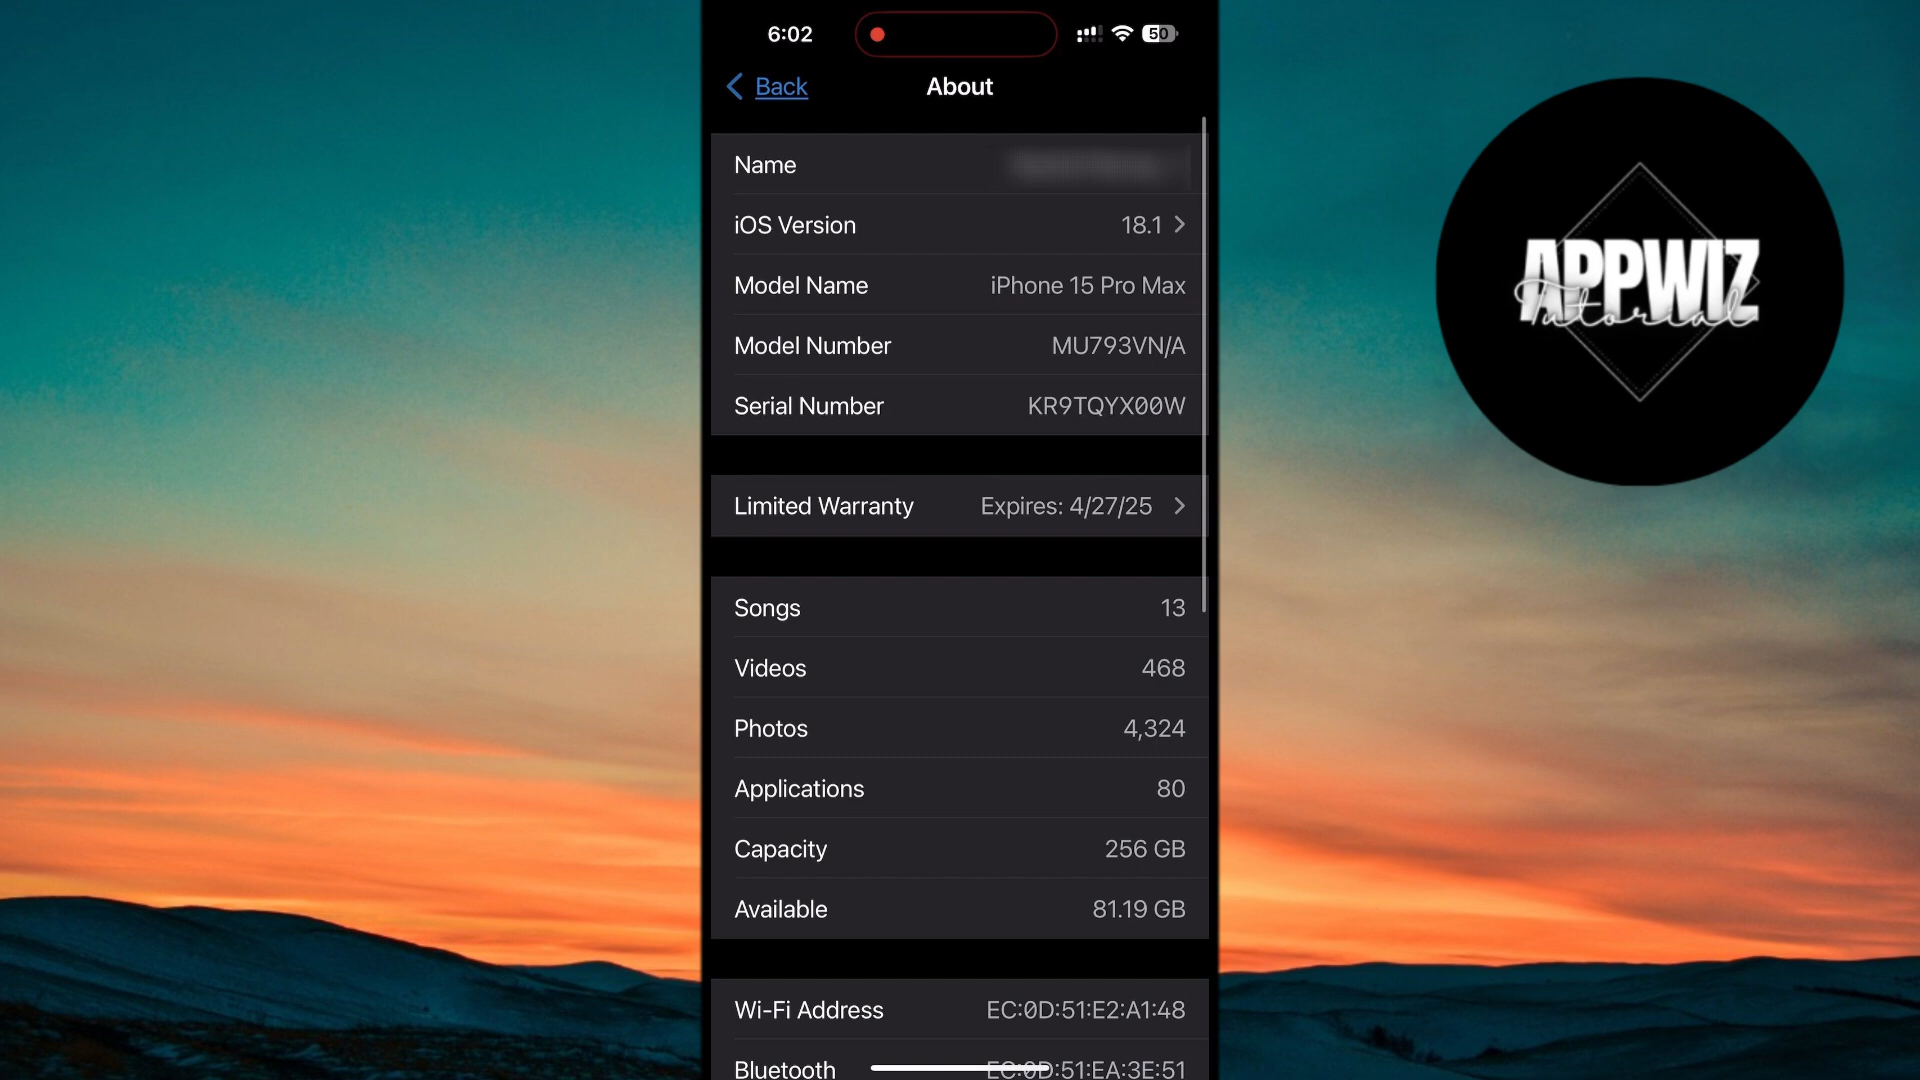 6:02
50
Back
About
Name
iOS Version 18.1
Model Name iPhone 15 Pro Max
Model Number MU793VN/A
Serial Number KR9TQYX00W
Limited Warranty Expires: 4/27/25
Songs 13
Videos 468
Photos 4,324
Applications 80
Capacity 256 GB
Available 81.19 GB
Wi-Fi Address EC:0D:51:E2:A1:48
Bluetooth EC:0D:51:EA:3E:51
APPWIZ
Tutorial